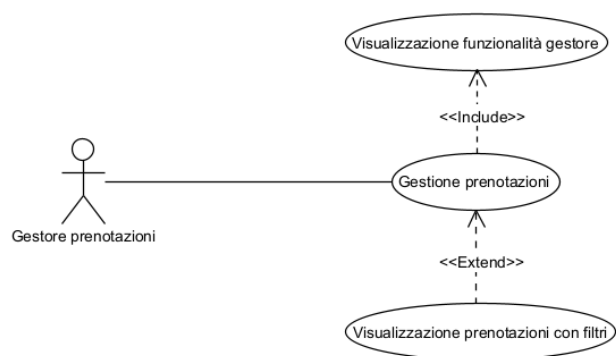 Visualizzazione funzionalità gestore
<<Include>>
Gestione prenotazioni
Gestore prenotazioni
<<Extend>>
Visualizzazione prenotazioni con filtri